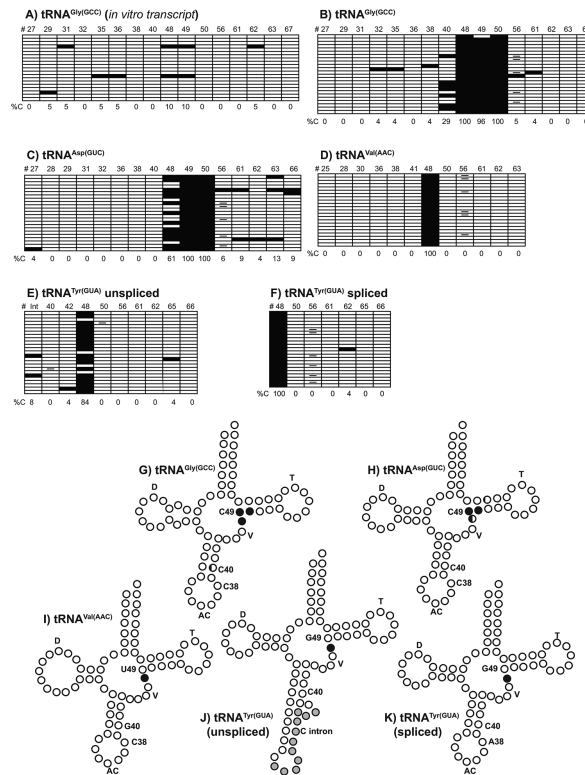 A) tRNAGly(GCC) (in vitro transcript)
# 27 29 31 32 35 36 38 40 48 49 50 61 62 63 67
%C 0 5 5 0 5 5 0 0 10 10 0 0 5 0 0
B) tRNAGly(GCC)
# 27 29 31 32 35 36 38 40 48 49 50 56 61 62 63
%C 0 0 0 4 4 0 4 29 100 96 100 5 4 0 0
C) tRNAAsp(GUC)
#27 28 29 31 32 36 38 40 48 49 50 56 61 62 63 66
%C 4 0 0 0 0 0 0 0 61 100 100 6 9 4 13 9
D) tRNAVal(AAC)
# 25 28 29 31 38 41 48 50 56 60 62 63
%C 0 0 0 0 0 0 100 0 0 0 0 0
E) tRNATyr(GUA) unspliced
# Int 40 42 48 50 60 61 62 65 66
%C 8 0 4 84 0 0 0 0 4 0
F) tRNATyr(GUA) spliced
# 48 50 56 61 62 65 66
%C 100 0 0 0 4 0 0
G) tRNAGly(GCC)
D
T
C49
V
C40
C38
AC
H) tRNAAsp(GUC)
D
T
C49
V
C40
C38
AC
I) tRNAVal(AAC)
D
T
U49
V
G40
C38
AC
J) tRNATyr(GUA)
(unspliced)
D
T
G49
V
C40
C intron
K) tRNATyr(GUA)
(spliced)
D
T
G49
V
C40
A38
AC